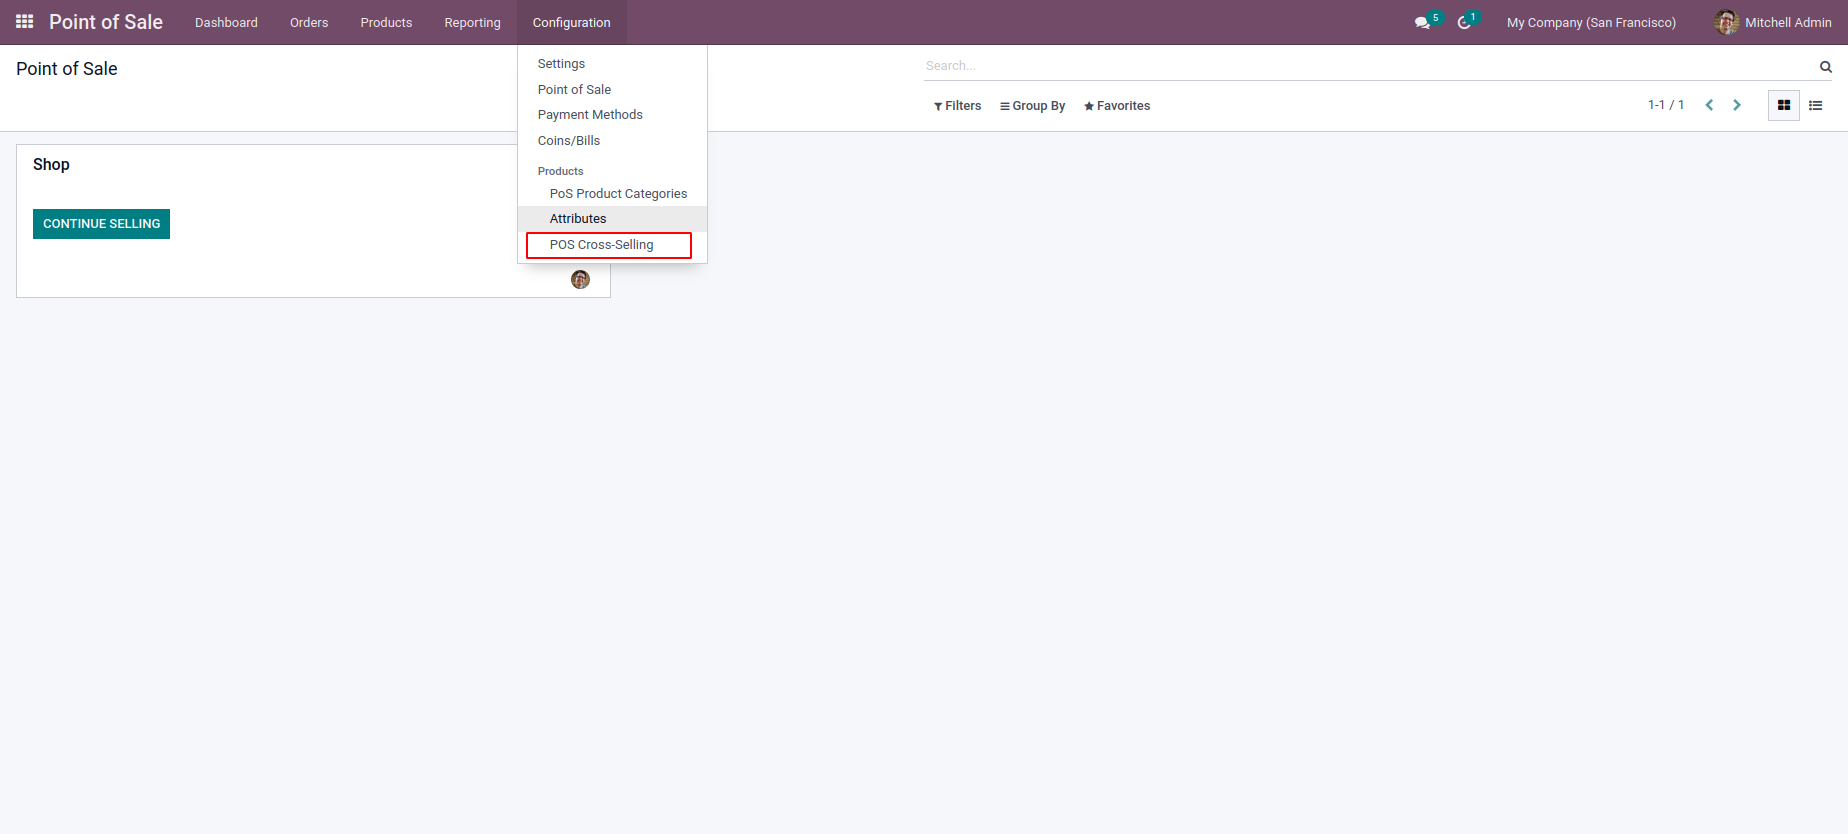 Point of Sale Dashboard Orders Products Reporting Configuration 5 1 My Company (San Francisco) Mitchell Admin
Point of Sale
Search...
Filters Group By Favorites 1-1 / 1
Settings
Point of Sale
Payment Methods
Coins/Bills
Products
PoS Product Categories
Attributes
POS Cross-Selling
Shop
CONTINUE SELLING